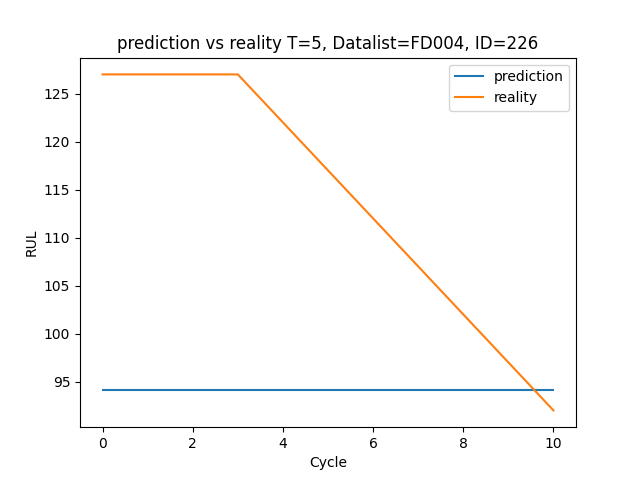 prediction vs reality T=5, Datalist=FD004, ID=226
prediction
reality
125
120
115
110
105
100
95
RUL
0 2 4 6 8 10
Cycle